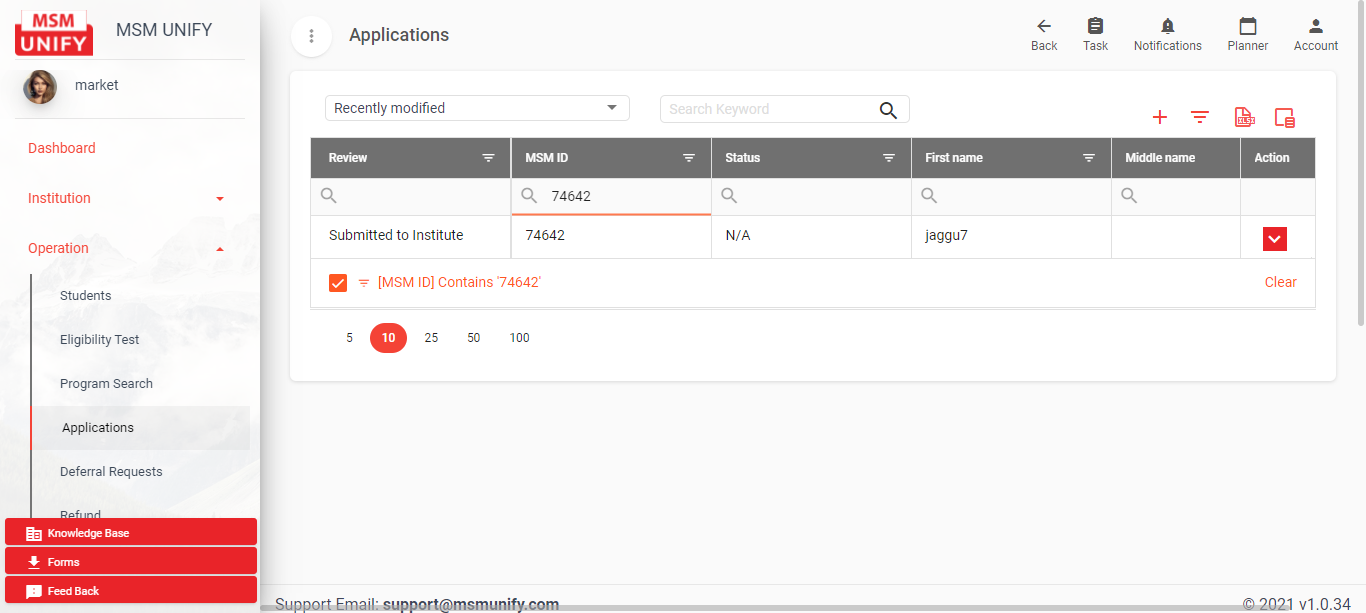 MSM
UNIFY
MSM UNIFY
market
Dashboard
Institution
Operation
Students
Eligibility Test
Program Search
Applications
Deferral Requests
Refund
Knowledge Base
Forms
Feed Back
Applications
Back
Task
Notifications
Planner
Account
Recently modified
Search Keyword
XLSX
Review
MSM ID
Status
First name
Middle name
Action
74642
Submitted to Institute
74642
N/A
jaggu7
[MSM ID] Contains '74642'
Clear
5
10
25
50
100
Support Email: support@msmunify.com
© 2021 v1.0.34